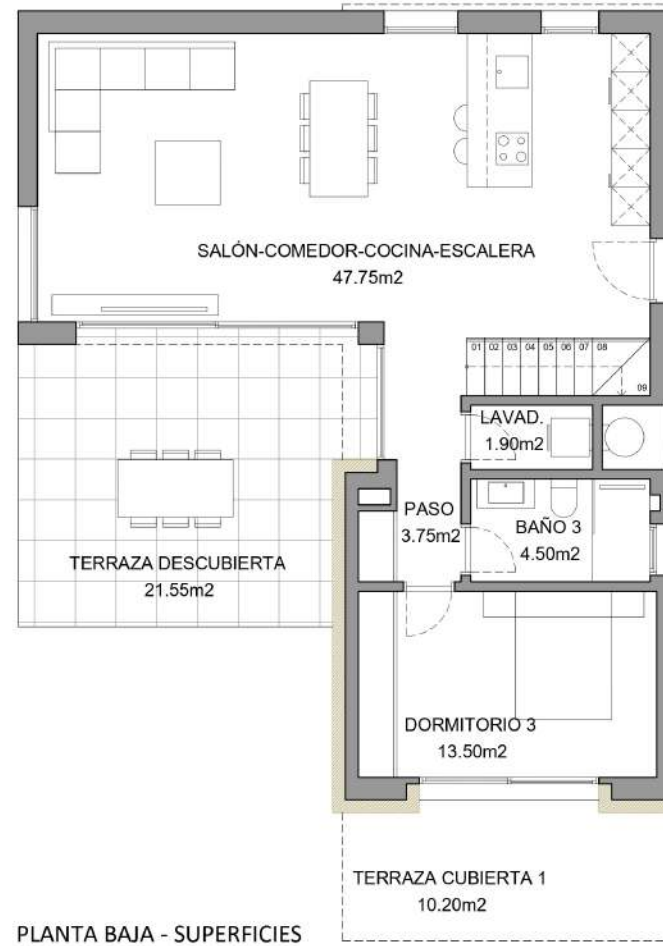 SALÓN-COMEDOR-COCINA-ESCALERA
47.75m2
01 02 03 04 05 06 07 08
09
LAVAD.
1.90m2
PASO
3.75m2
BAÑO 3
4.50m2
TERRAZA DESCUBIERTA
21.55m2
DORMITORIO 3
13.50m2
TERRAZA CUBIERTA 1
10.20m2
PLANTA BAJA - SUPERFICIES